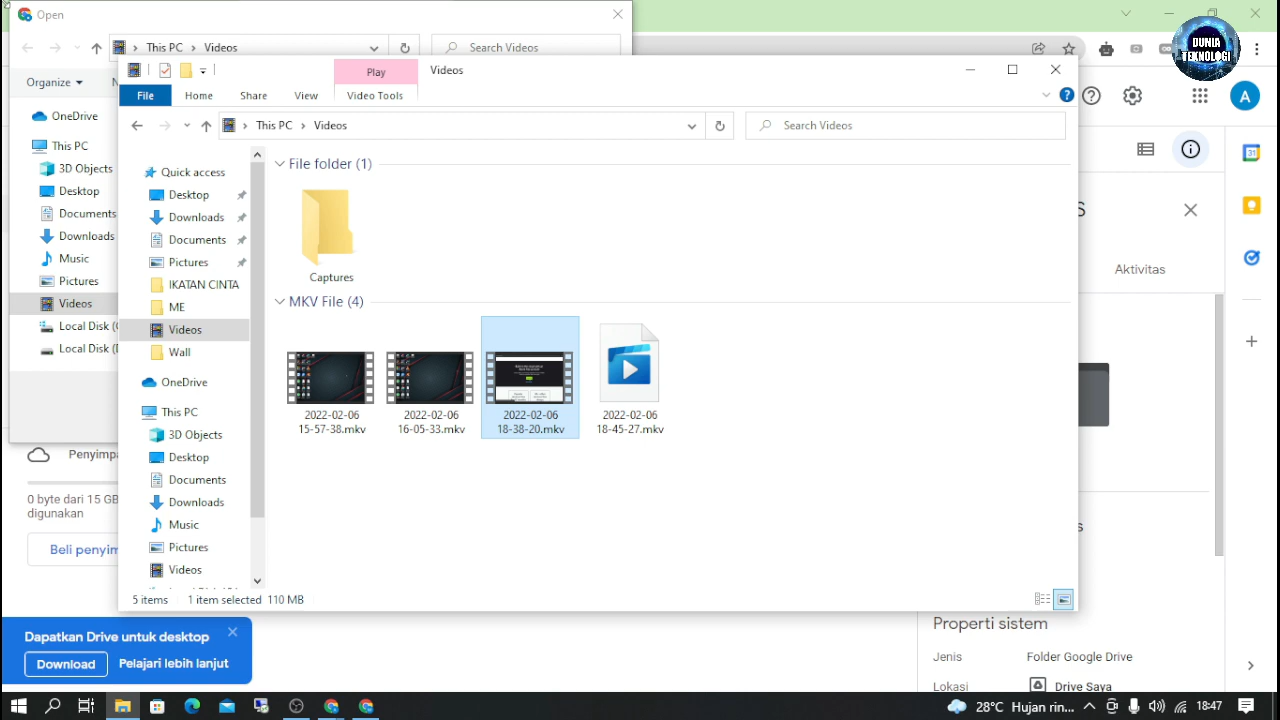 Open
DUNIA
TEKNOLOGI
This PC
Videos
Search Videos
Play
Videos
Organize
File
Home
Share
View
Video Tools
A
OneDrive
This PC
3D Objects
Desktop
Documents
Downloads
Music
Pictures
Videos
Local Disk (
Local Disk (
This PC
Videos
Search Videos
Quick access
Desktop
Downloads
Documents
Pictures
IKATAN CINTA
ME
Videos
Wall
OneDrive
This PC
3D Objects
Desktop
Documents
Downloads
Music
Pictures
Videos
File folder (1)
Captures
MKV File (4)
2022-02-06
15-57-38.mkv
2022-02-06
16-05-33.mkv
2022-02-06
18-38-20.mkv
2022-02-06
18-45-27.mkv
5 items
1 item selected 110 MB
31
S
Aktivitas
s
Penyimpa
0 byte dari 15 GB
digunakan
Beli penyim
Dapatkan Drive untuk desktop
Download
Pelajari lebih lanjut
Properti sistem
Jenis
Folder Google Drive
Lokasi
Drive Saya
28°C Hujan rin...
18:47